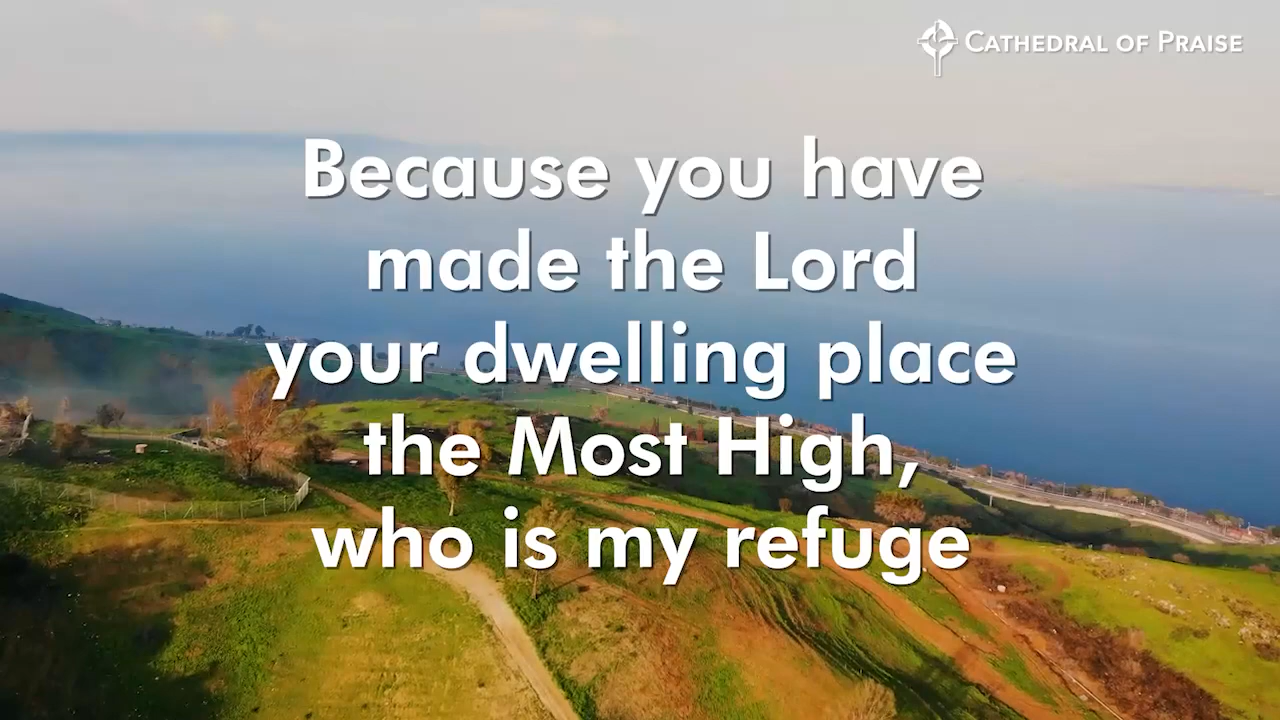 Cathedral of Praise
Because you have
made the Lord
your dwelling place
the Most High,
who is my refuge